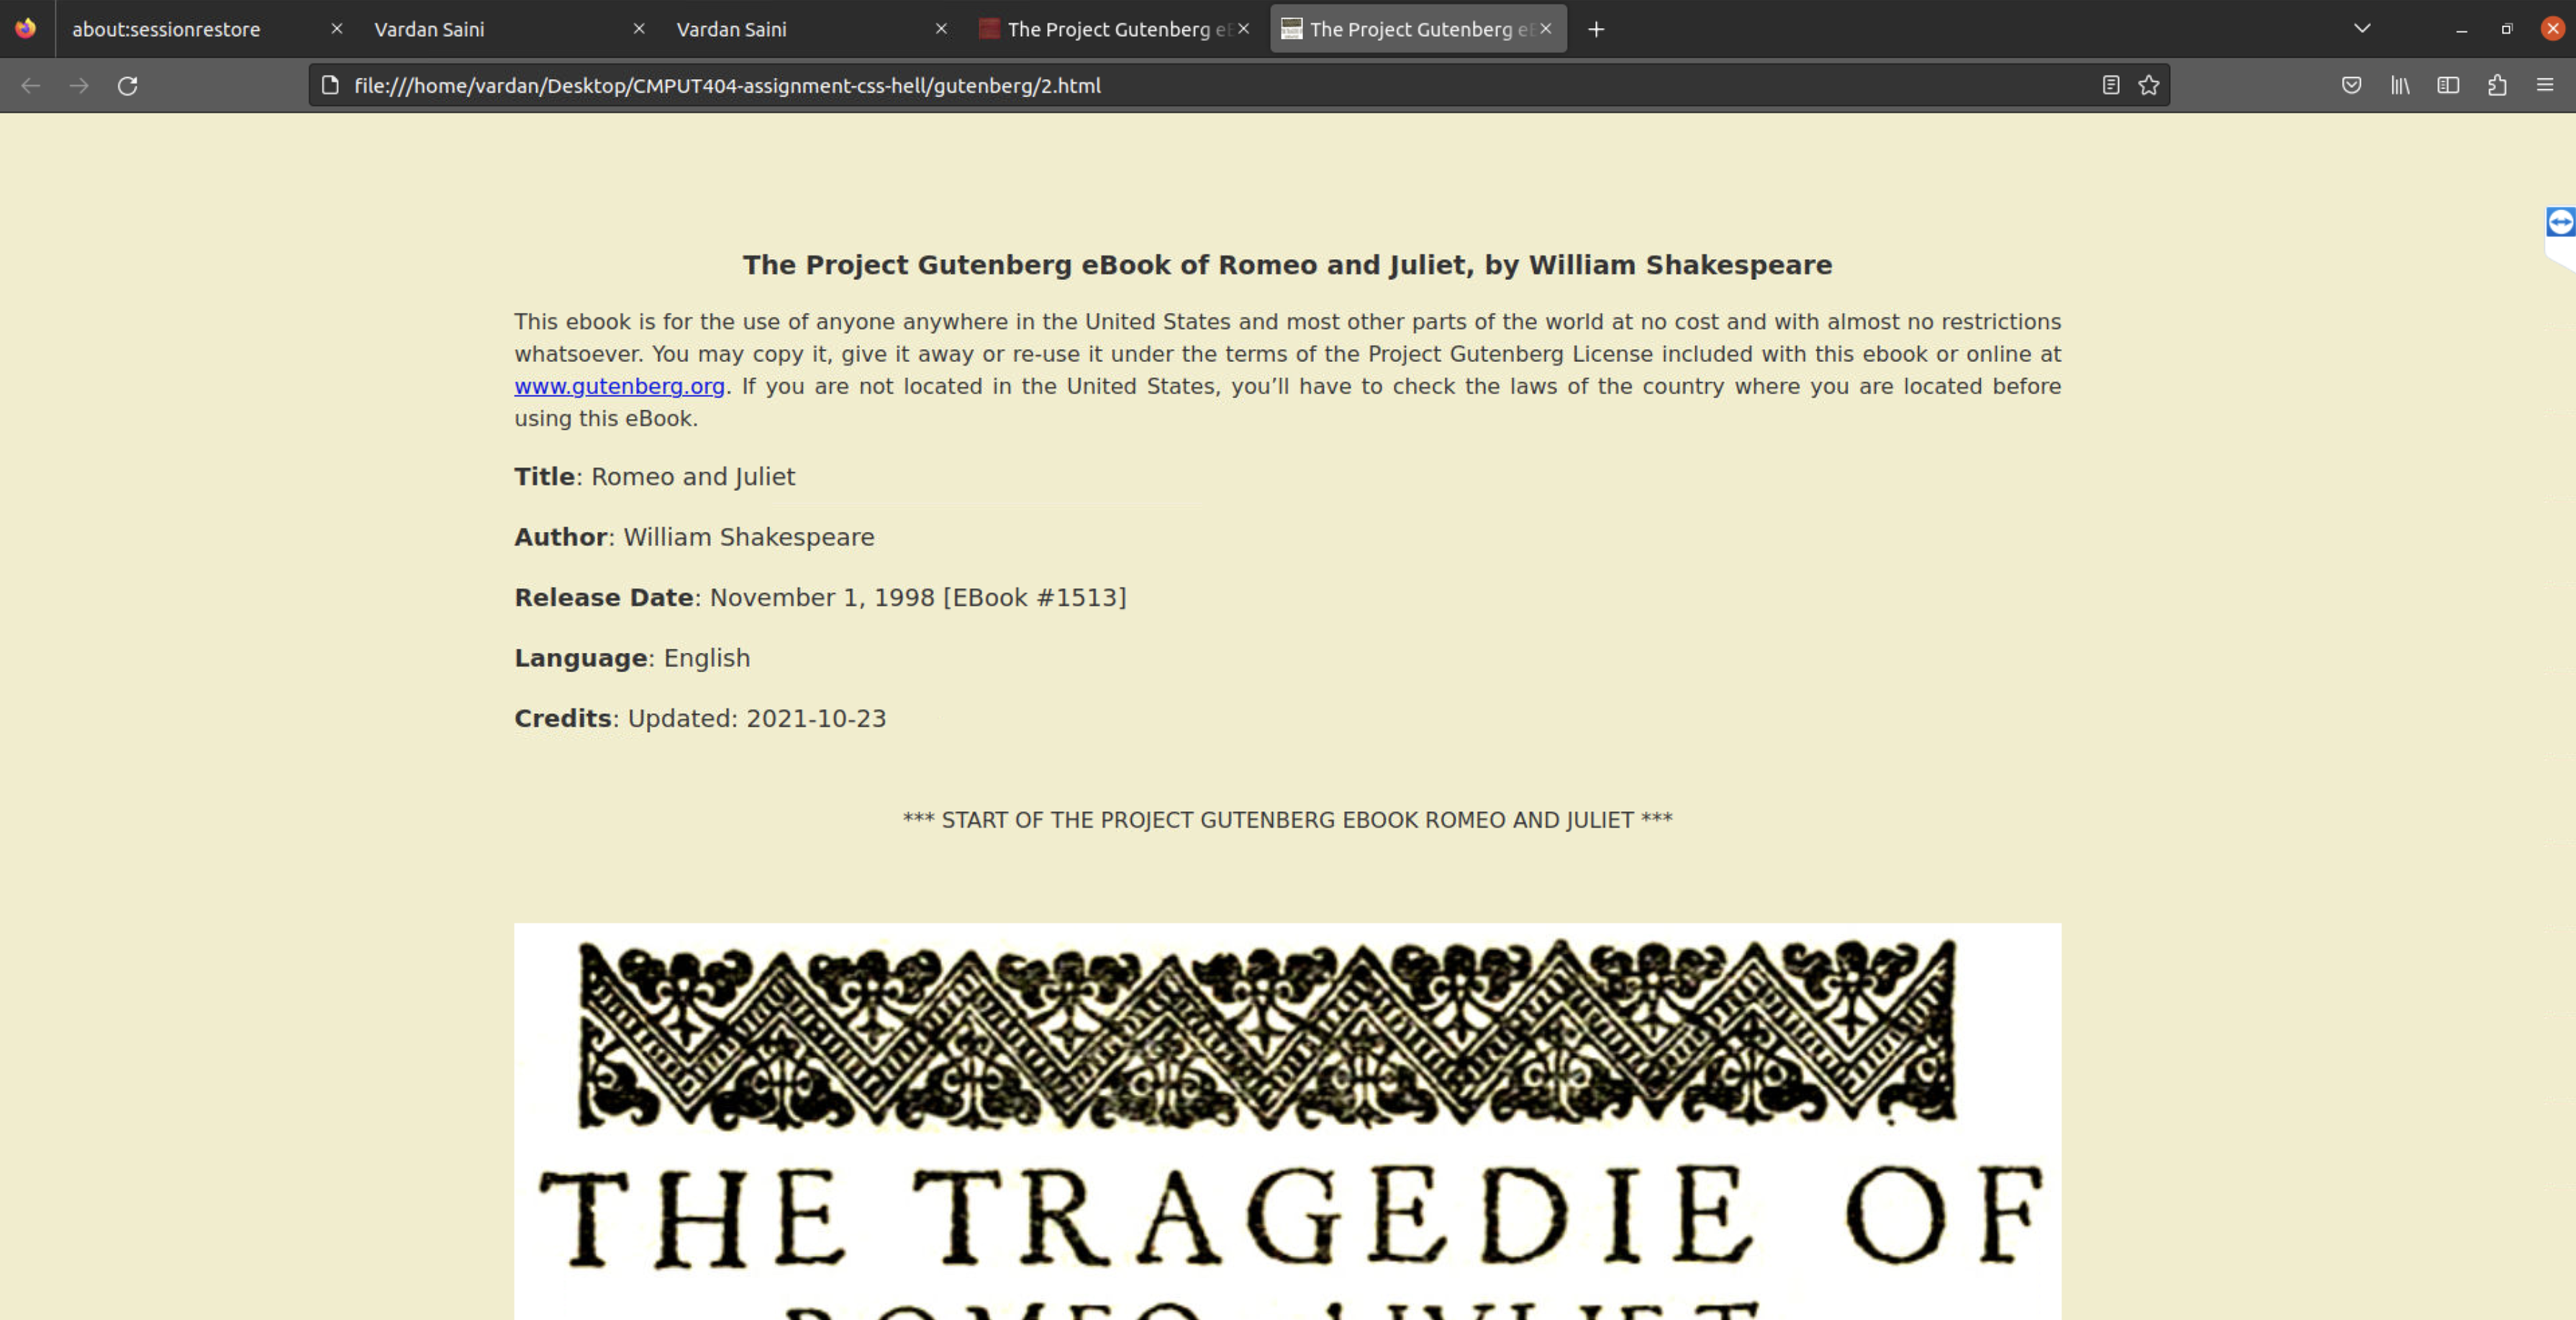 about:sessionrestore
Vardan Saini
Vardan Saini
The Project Gutenberg eE
The Project Gutenberg eE
file:///home/vardan/Desktop/CMPUT404-assignment-css-hell/gutenberg/2.html
The Project Gutenberg eBook of Romeo and Juliet, by William Shakespeare
This ebook is for the use of anyone anywhere in the United States and most other parts of the world at no cost and with almost no restrictions
whatsoever. You may copy it, give it away or re-use it under the terms of the Project Gutenberg License included with this ebook or online at
www.gutenberg.org. If you are not located in the United States, you’ll have to check the laws of the country where you are located before
using this eBook.
Title: Romeo and Juliet
Author: William Shakespeare
Release Date: November 1, 1998 [EBook #1513]
Language: English
Credits: Updated: 2021-10-23
*** START OF THE PROJECT GUTENBERG EBOOK ROMEO AND JULIET ***
THE TRAGEDIE OF